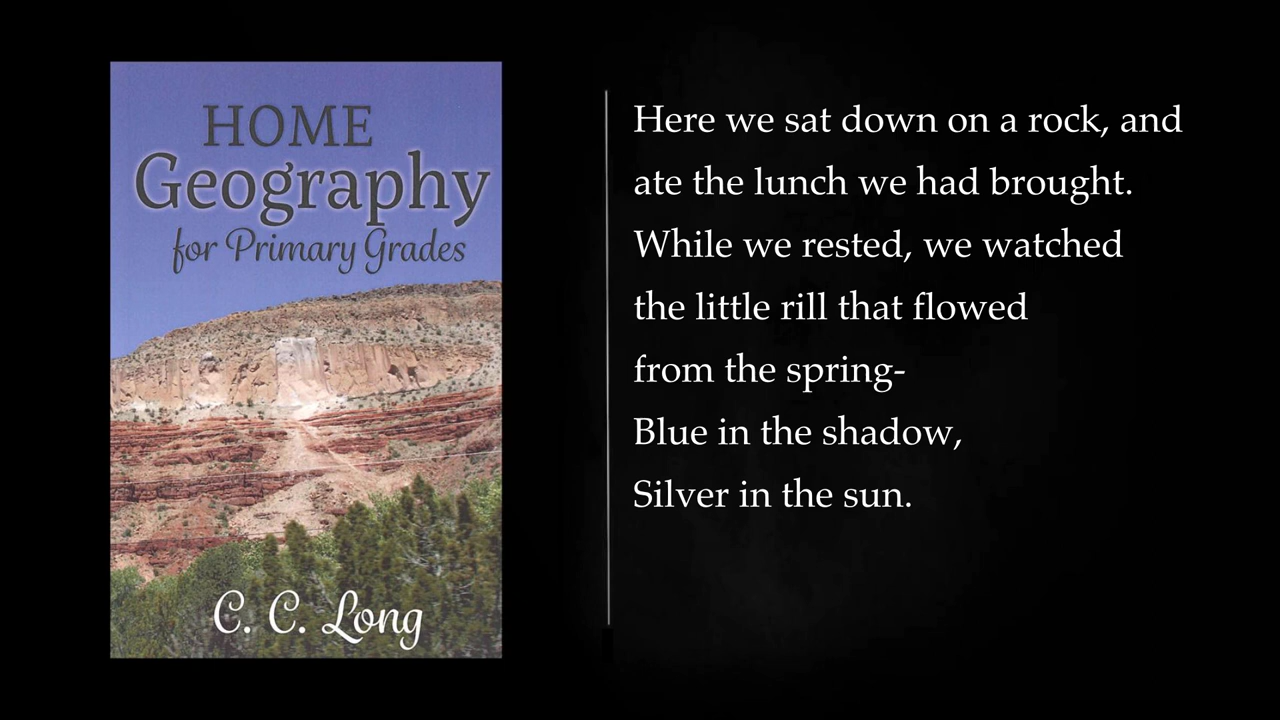 HOME
Geography
for Primary Grades
C. C. Long
Here we sat down on a rock, and
ate the lunch we had brought.
While we rested, we watched
the little rill that flowed
from the spring-
Blue in the shadow,
Silver in the sun.